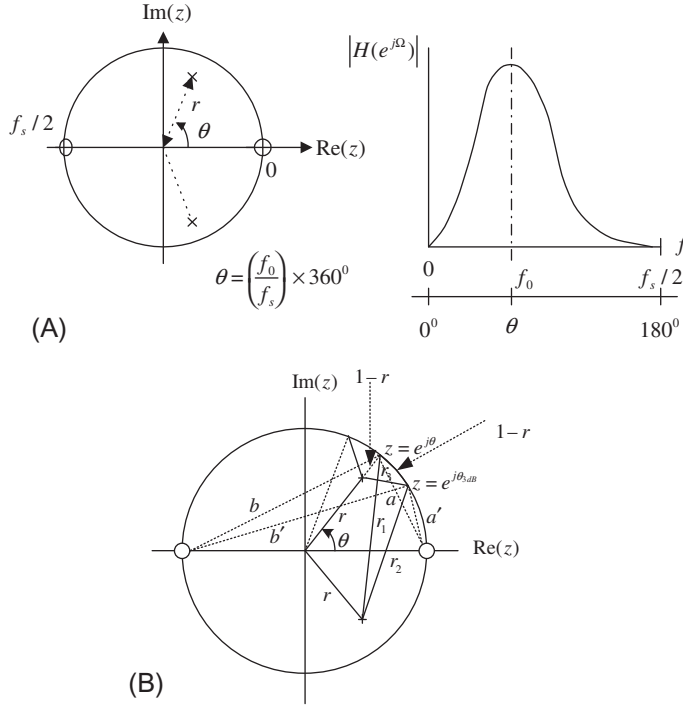 Im(z)
|H(e^{jΩ})|
f_s / 2
r
θ
Re(z)
0
θ = (f_0 / f_s) × 360^0
f
0
f_0
f_s / 2
0^0
θ
180^0
(A)
Im(z)
1 – r
1 – r
z = e^{jθ}
r_3
z = e^{jθ_{3dB}}
b
a
a′
r
b′
r_1
θ
Re(z)
r_2
r
(B)